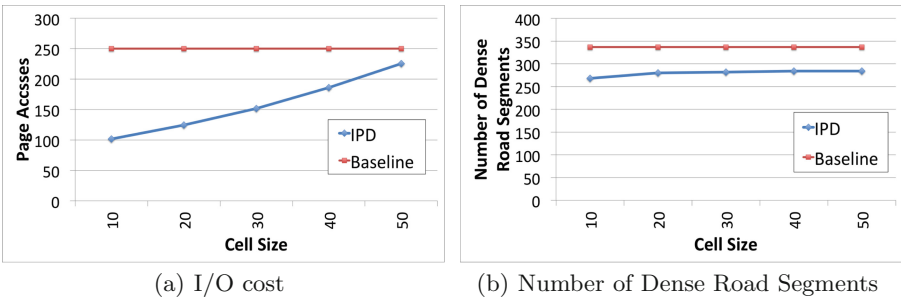 300
250
200
150
100
50
0
Page Accsses
10 20 30 40 50
Cell Size
IPD
Baseline
(a) I/O cost
400
350
300
250
200
150
100
50
0
Number of Dense
Road Segments
10 20 30 40 50
Cell Size
IPD
Baseline
(b) Number of Dense Road Segments